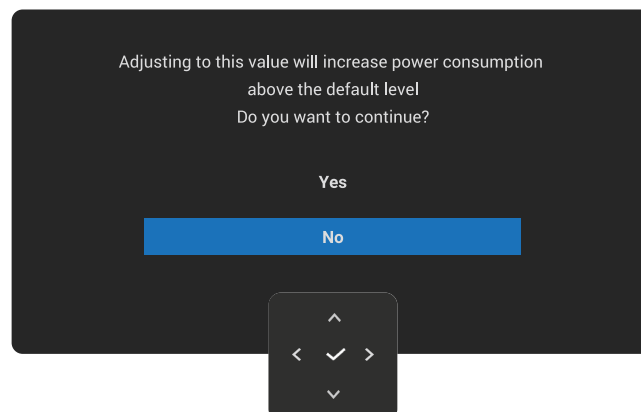 Adjusting to this value will increase power consumption
above the default level
Do you want to continue?
Yes
No